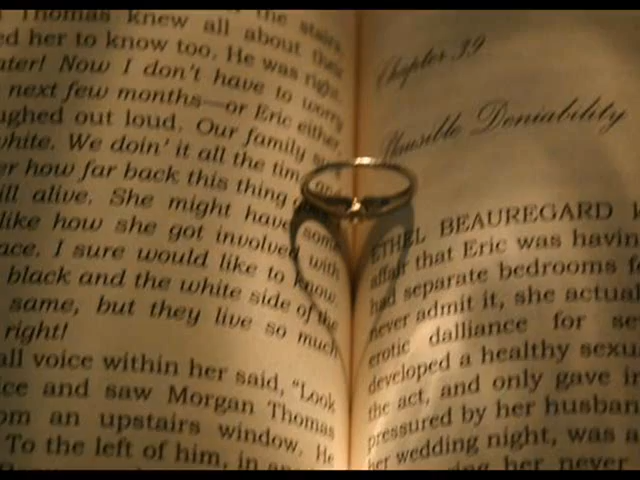 Thomas knew all about their
ed her to know too. He was right.
ater! Now I don't have to worry
next few months—or Eric either.
ughed out loud. Our family
white. We doin' it all the time
er how far back this thing
ill alive. She might have some
like how she got involved with
ace. I sure would like to know.
black and the white side of the
same, but they live so much
right!
all voice within her said, "Look
ice and saw Morgan Thomas
om an upstairs window. He
To the left of him, in an
Chapter 39
Plausible Deniability
ETHEL BEAUREGARD k
affair that Eric was havin
had separate bedrooms f
never admit it, she actual
erotic dalliance for se
developed a healthy sexu
the act, and only gave in
pressured by her husban
her wedding night, was a
her never